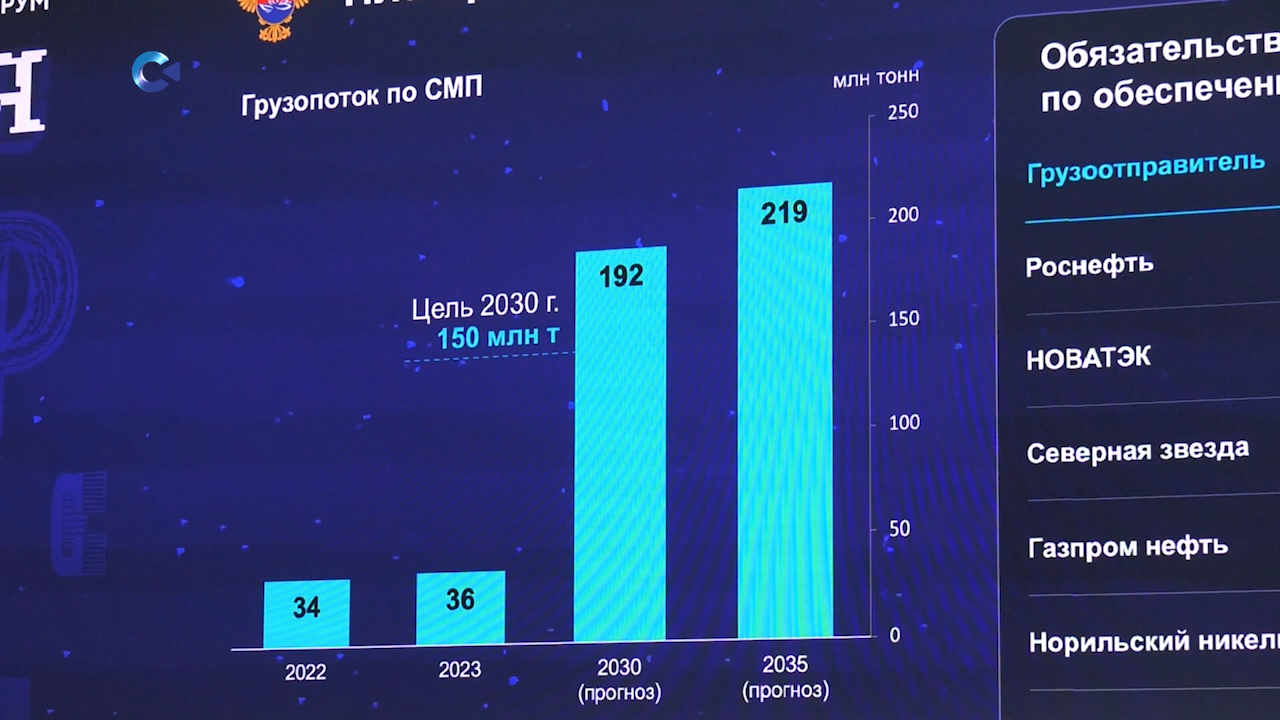 Грузопоток по СМП
млн тонн
250
200
150
100
50
0
219
192
Цель 2030 г.
150 млн т
34
36
2022
2023
2030
(прогноз)
2035
(прогноз)
Обязательств
по обеспечен
Грузоотправитель
Роснефть
НОВАТЭК
Северная звезда
Газпром нефть
Норильский никель